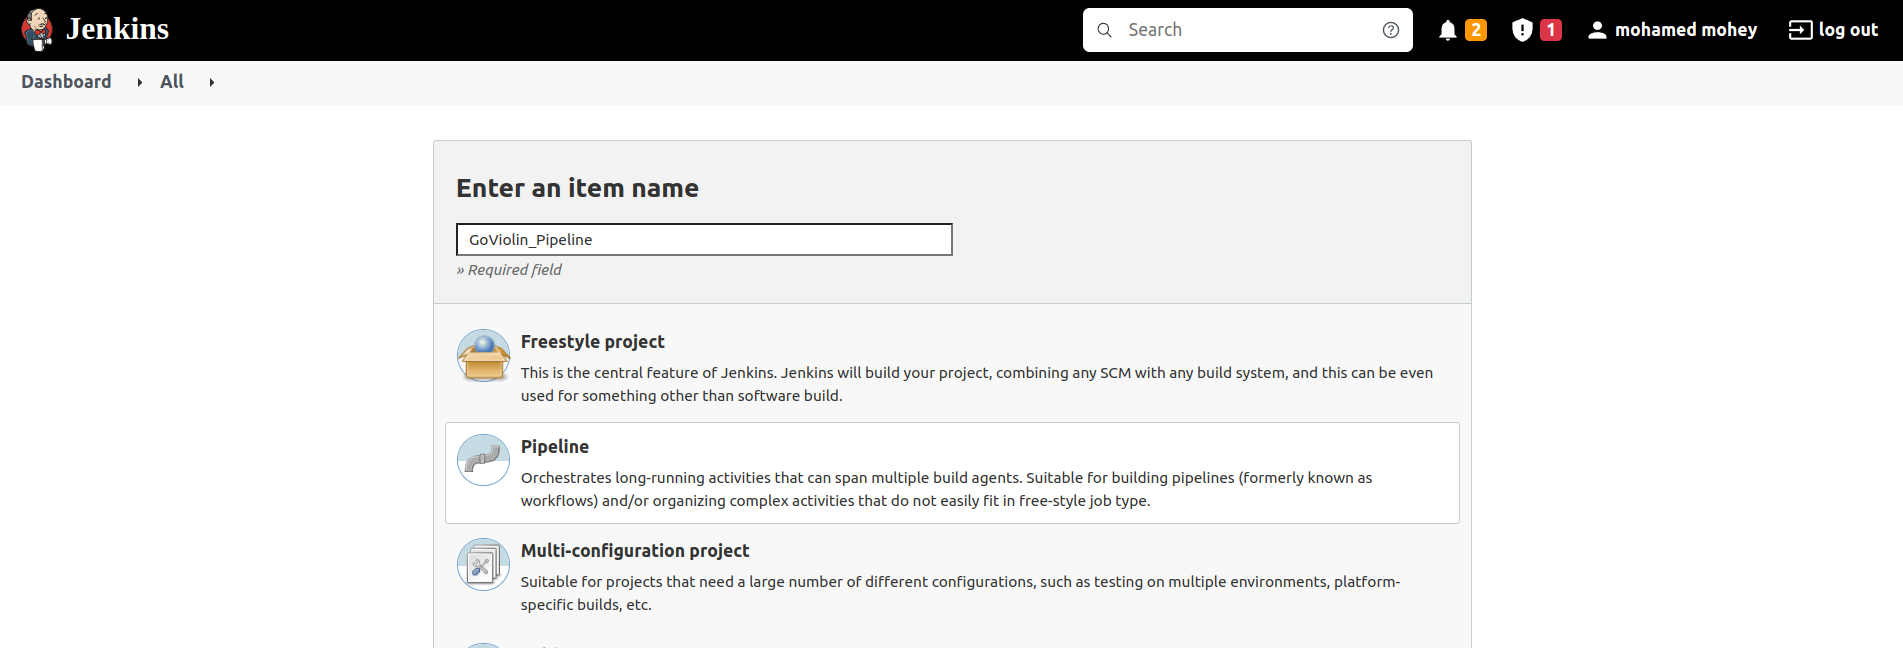 Jenkins
Search
2
1
mohamed mohey
log out
Dashboard
All
Enter an item name
GoViolin_Pipeline
» Required field
Freestyle project
This is the central feature of Jenkins. Jenkins will build your project, combining any SCM with any build system, and this can be even
used for something other than software build.
Pipeline
Orchestrates long-running activities that can span multiple build agents. Suitable for building pipelines (formerly known as
workflows) and/or organizing complex activities that do not easily fit in free-style job type.
Multi-configuration project
Suitable for projects that need a large number of different configurations, such as testing on multiple environments, platform-
specific builds, etc.